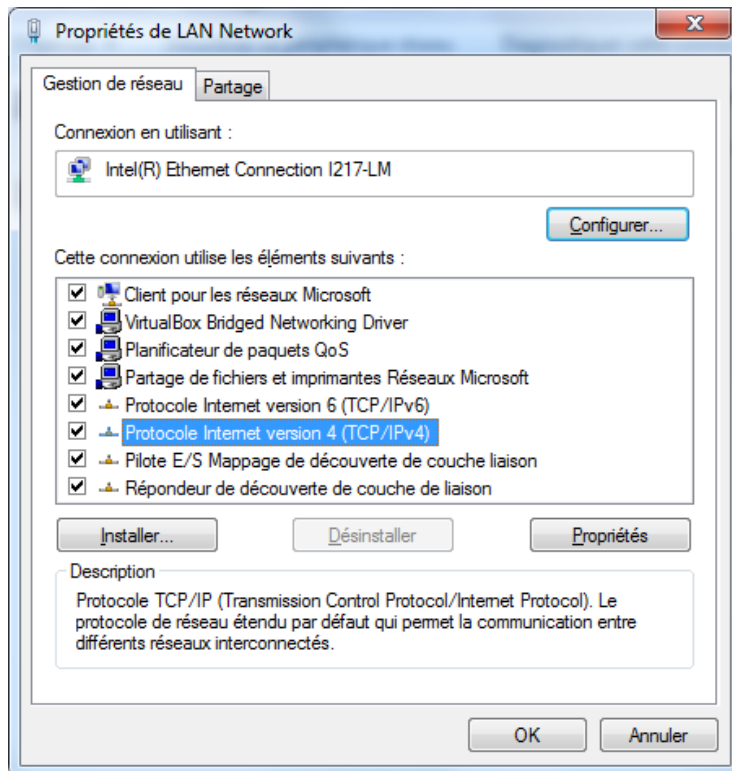 Propriétés de LAN Network
Gestion de réseau
Partage
Connexion en utilisant :
Intel(R) Ethernet Connection I217-LM
Configurer...
Cette connexion utilise les éléments suivants :
Client pour les réseaux Microsoft
VirtualBox Bridged Networking Driver
Planificateur de paquets QoS
Partage de fichiers et imprimantes Réseaux Microsoft
Protocole Internet version 6 (TCP/IPv6)
Protocole Internet version 4 (TCP/IPv4)
Pilote E/S Mappage de découverte de couche liaison
Répondeur de découverte de couche de liaison
Installer...
Désinstaller
Propriétés
Description
Protocole TCP/IP (Transmission Control Protocol/Internet Protocol). Le
protocole de réseau étendu par défaut qui permet la communication entre
différents réseaux interconnectés.
OK
Annuler